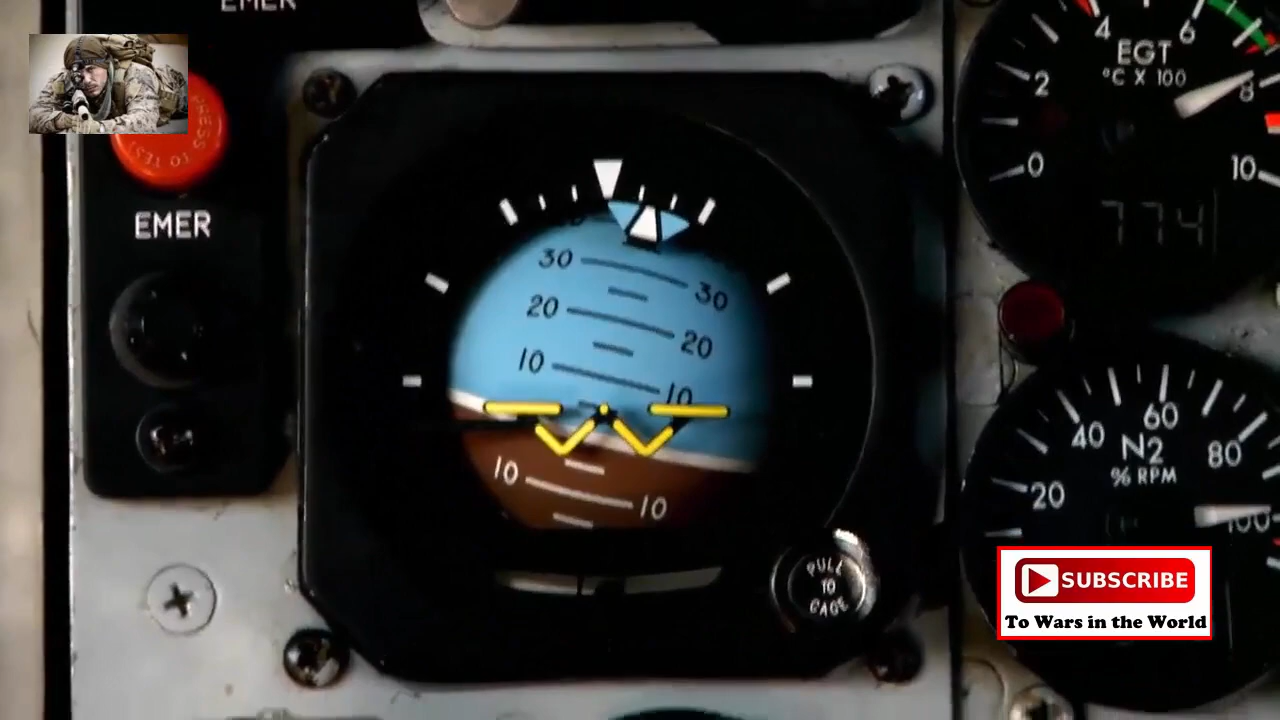 EMER
PRESS TO TEST
EMER
30 30
20 20
10 10
10 10
PULL
TO
CAGE
4 6
EGT
°C X 100
2 8
0 10
774
40 60 80
N2
% RPM
20 100
SUBSCRIBE
To Wars in the World